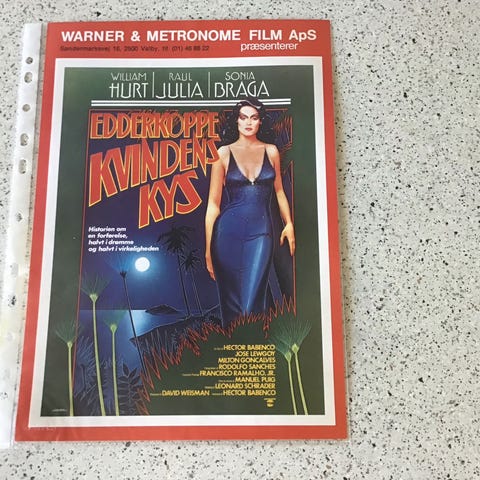 WARNER & METRONOME FILM ApS
Søndermarksvej 16, 2500 Valby, tlf (01) 46 88 22
præsenterer
WILLIAM HURT | RAUL JULIA | SONIA BRAGA
EDDERKOPPE
KVINDENS
KYS
Historien om
en forførelse,
halvt i drømme
og halvt i virkeligheden
HECTOR BABENCO
JOSE LEWGOY
MILTON GONCALVES
RODOLFO SANCHES
FRANCISCO RAMALHO, JR.
MANUEL PUIG
LEONARD SCHRADER
DAVID WEISMAN HECTOR BABENCO